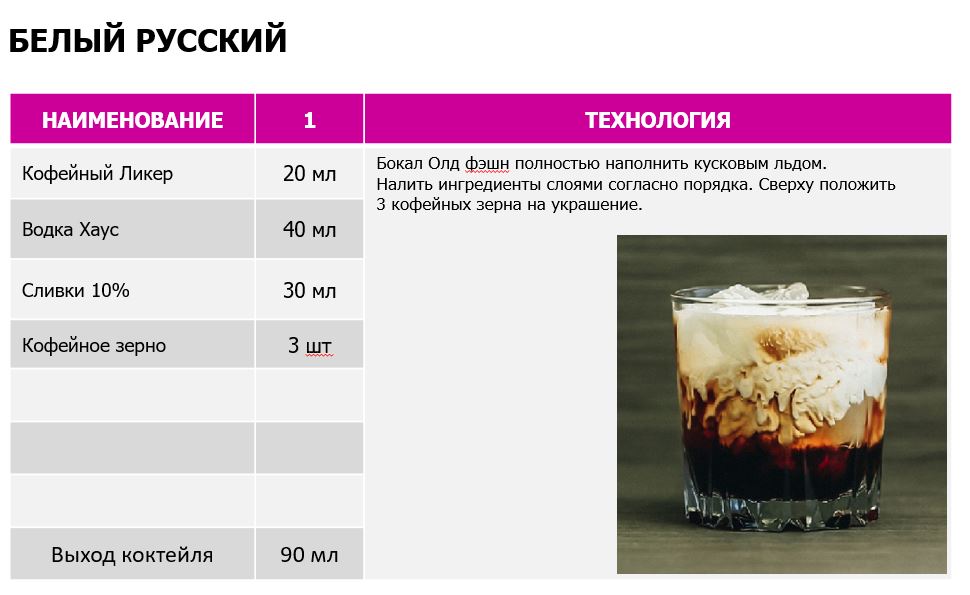 БЕЛЫЙ РУССКИЙ
НАИМЕНОВАНИЕ 1 ТЕХНОЛОГИЯ
Кофейный Ликер 20 мл
Бокал Олд фэшн полностью наполнить кусковым льдом.
Налить ингредиенты слоями согласно порядка. Сверху положить
3 кофейных зерна на украшение.
Водка Хаус 40 мл
Сливки 10% 30 мл
Кофейное зерно 3 шт
Выход коктейля 90 мл